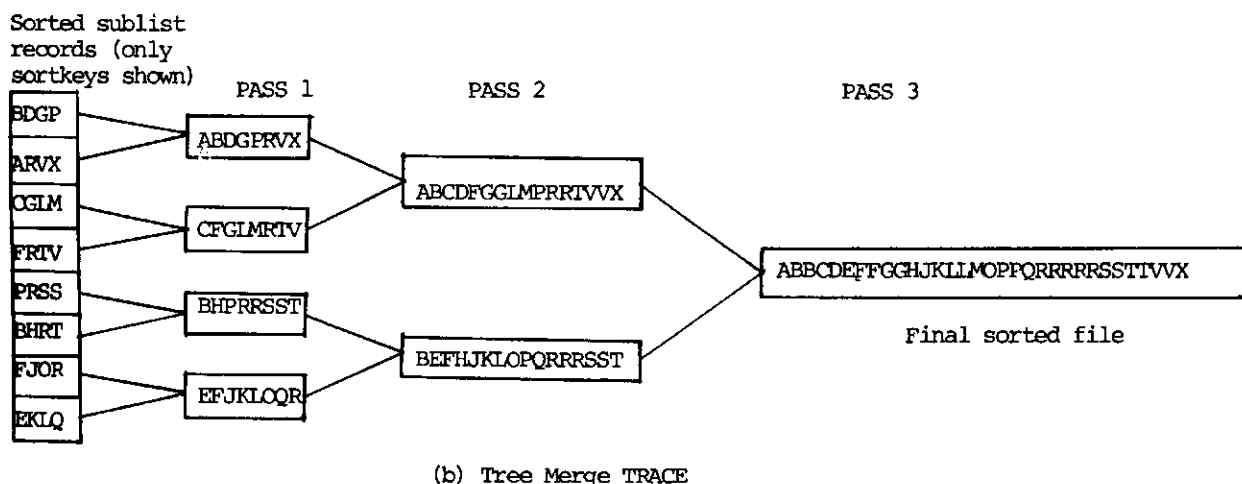 Sorted sublist
records (only
sortkeys shown)
PASS 1
PASS 2
PASS 3
BDGP
ARVX
CGLM
FRTV
PRSS
BHRT
FJOR
EKLQ
ABDGPRVX
CFGLMRTV
BHPRRSST
EFJKLOQR
ABCDFGGLMPRRTVVX
BEFHJKLOPQRRRSST
ABBCDEFFGGHJKLLMOPPQRRRRRSSTTVVX
Final sorted file
(b) Tree Merge TRACE